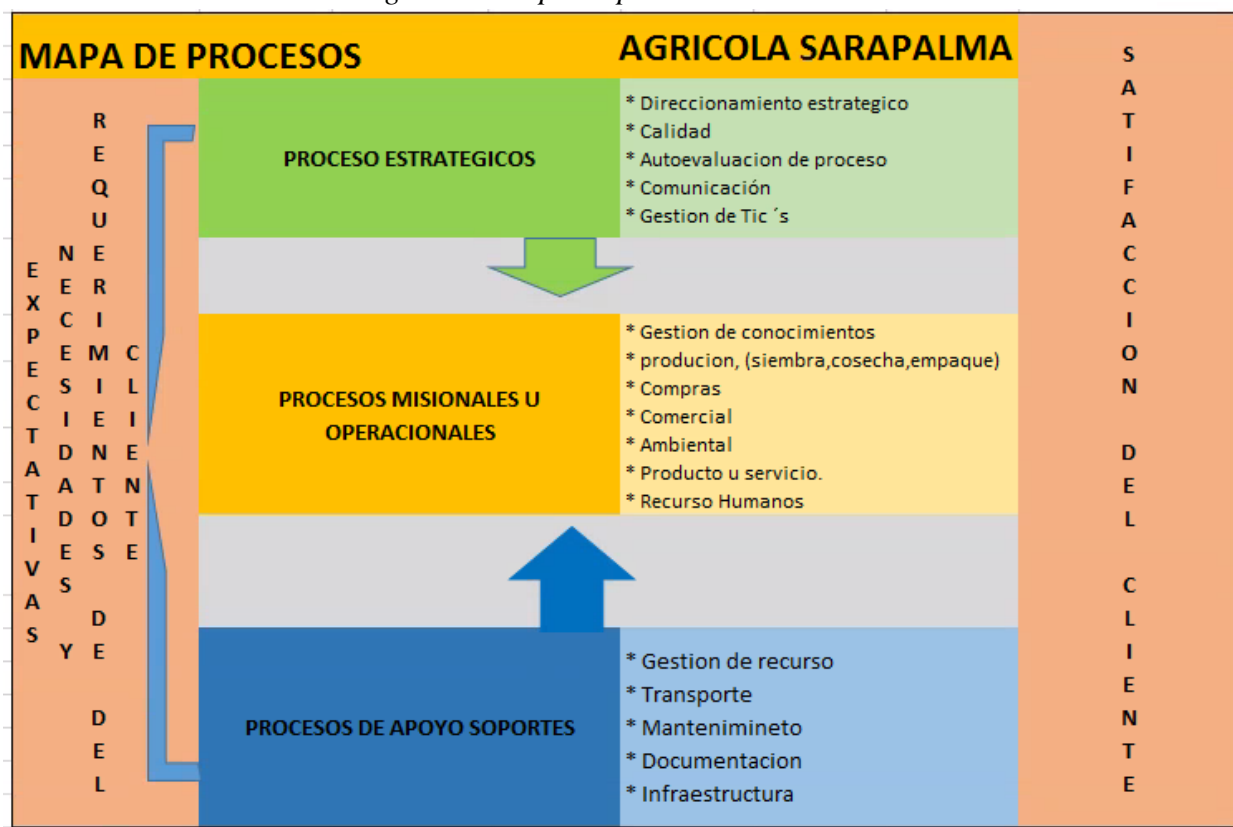 MAPA DE PROCESOS
AGRICOLA SARAPALMA
EXPECTATIVAS
NECESIDADES Y
REQUERIMIENTOS DE DEL
CLIENTE
PROCESO ESTRATEGICOS
* Direccionamiento estrategico
* Calidad
* Autoevaluacion de proceso
* Comunicación
* Gestion de Tic ´s
PROCESOS MISIONALES U
OPERACIONALES
* Gestion de conocimientos
* producion, (siembra,cosecha,empaque)
* Compras
* Comercial
* Ambiental
* Producto u servicio.
* Recurso Humanos
PROCESOS DE APOYO SOPORTES
* Gestion de recurso
* Transporte
* Mantenimineto
* Documentacion
* Infraestructura
SATIFACCION DEL CLIENTE